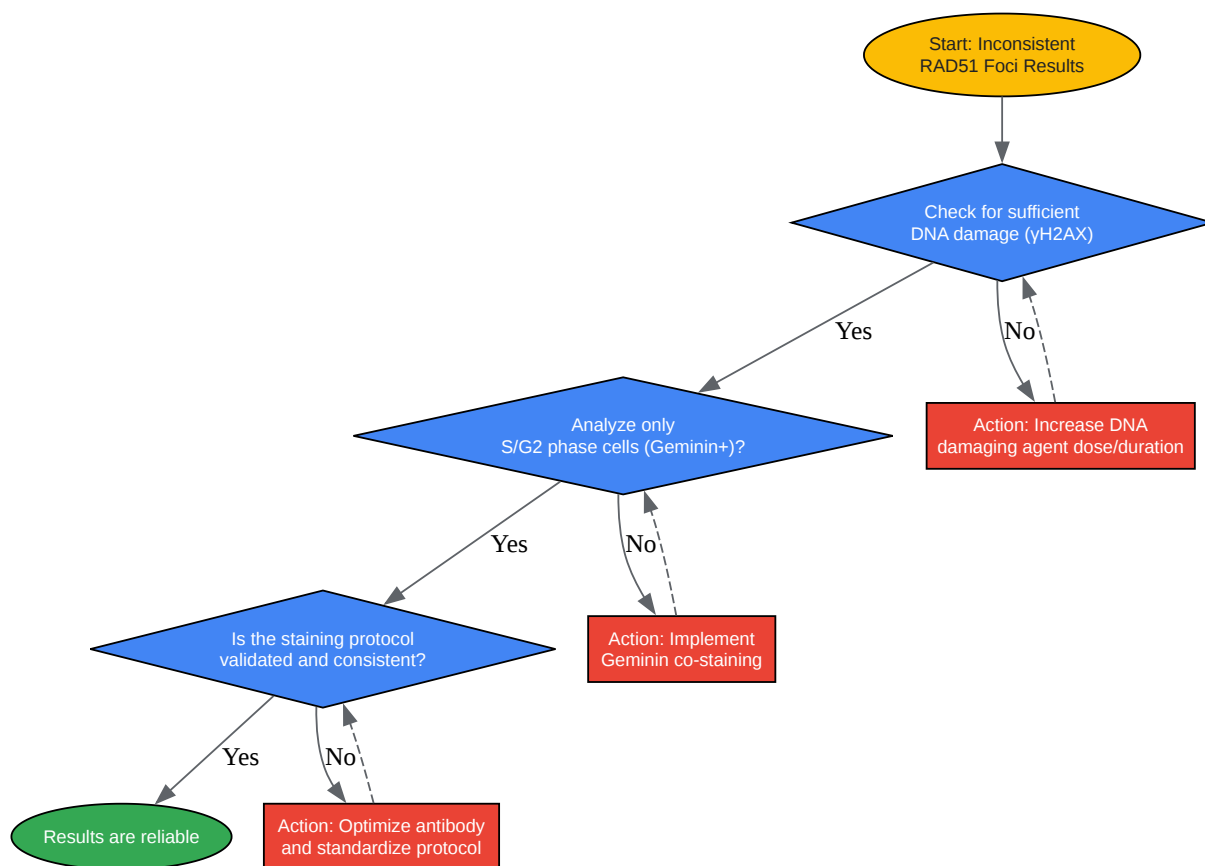 Start: Inconsistent
RAD51 Foci Results
Check for sufficient
DNA damage (γH2AX)
Yes
No
Action: Increase DNA
damaging agent dose/duration
Analyze only
S/G2 phase cells (Geminin+)?
Yes
No
Action: Implement
Geminin co-staining
Is the staining protocol
validated and consistent?
Yes
No
Results are reliable
Action: Optimize antibody
and standardize protocol